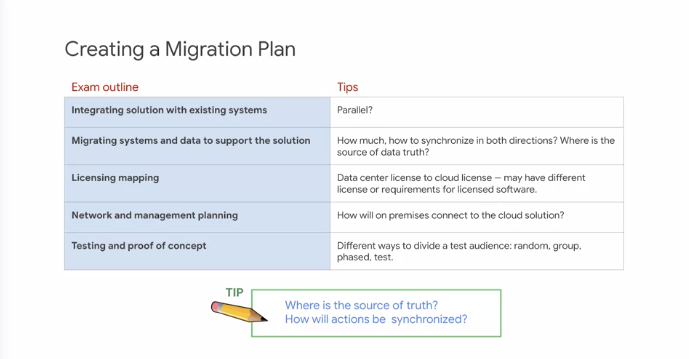 Creating a Migration Plan
Exam outline
Tips
Integrating solution with existing systems
Parallel?
Migrating systems and data to support the solution
How much, how to synchronize in both directions? Where is the
source of data truth?
Licensing mapping
Data center license to cloud license — may have different
license or requirements for licensed software.
Network and management planning
How will on premises connect to the cloud solution?
Testing and proof of concept
Different ways to divide a test audience: random, group,
phased, test.
TIP
Where is the source of truth?
How will actions be synchronized?